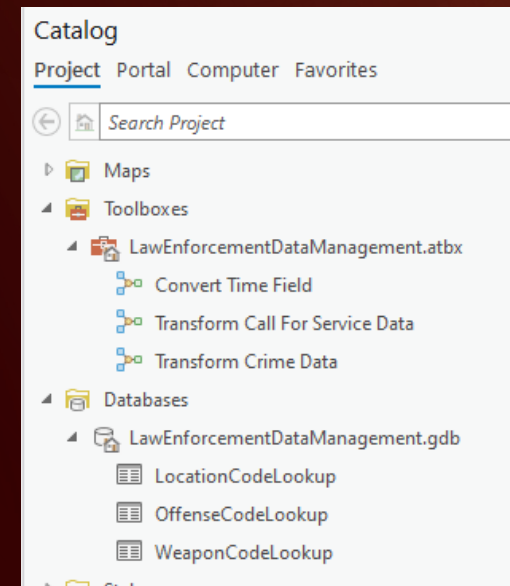 Catalog
Project Portal Computer Favorites
Search Project
Maps
Toolboxes
LawEnforcementDataManagement.atbx
Convert Time Field
Transform Call For Service Data
Transform Crime Data
Databases
LawEnforcementDataManagement.gdb
LocationCodeLookup
OffenseCodeLookup
WeaponCodeLookup